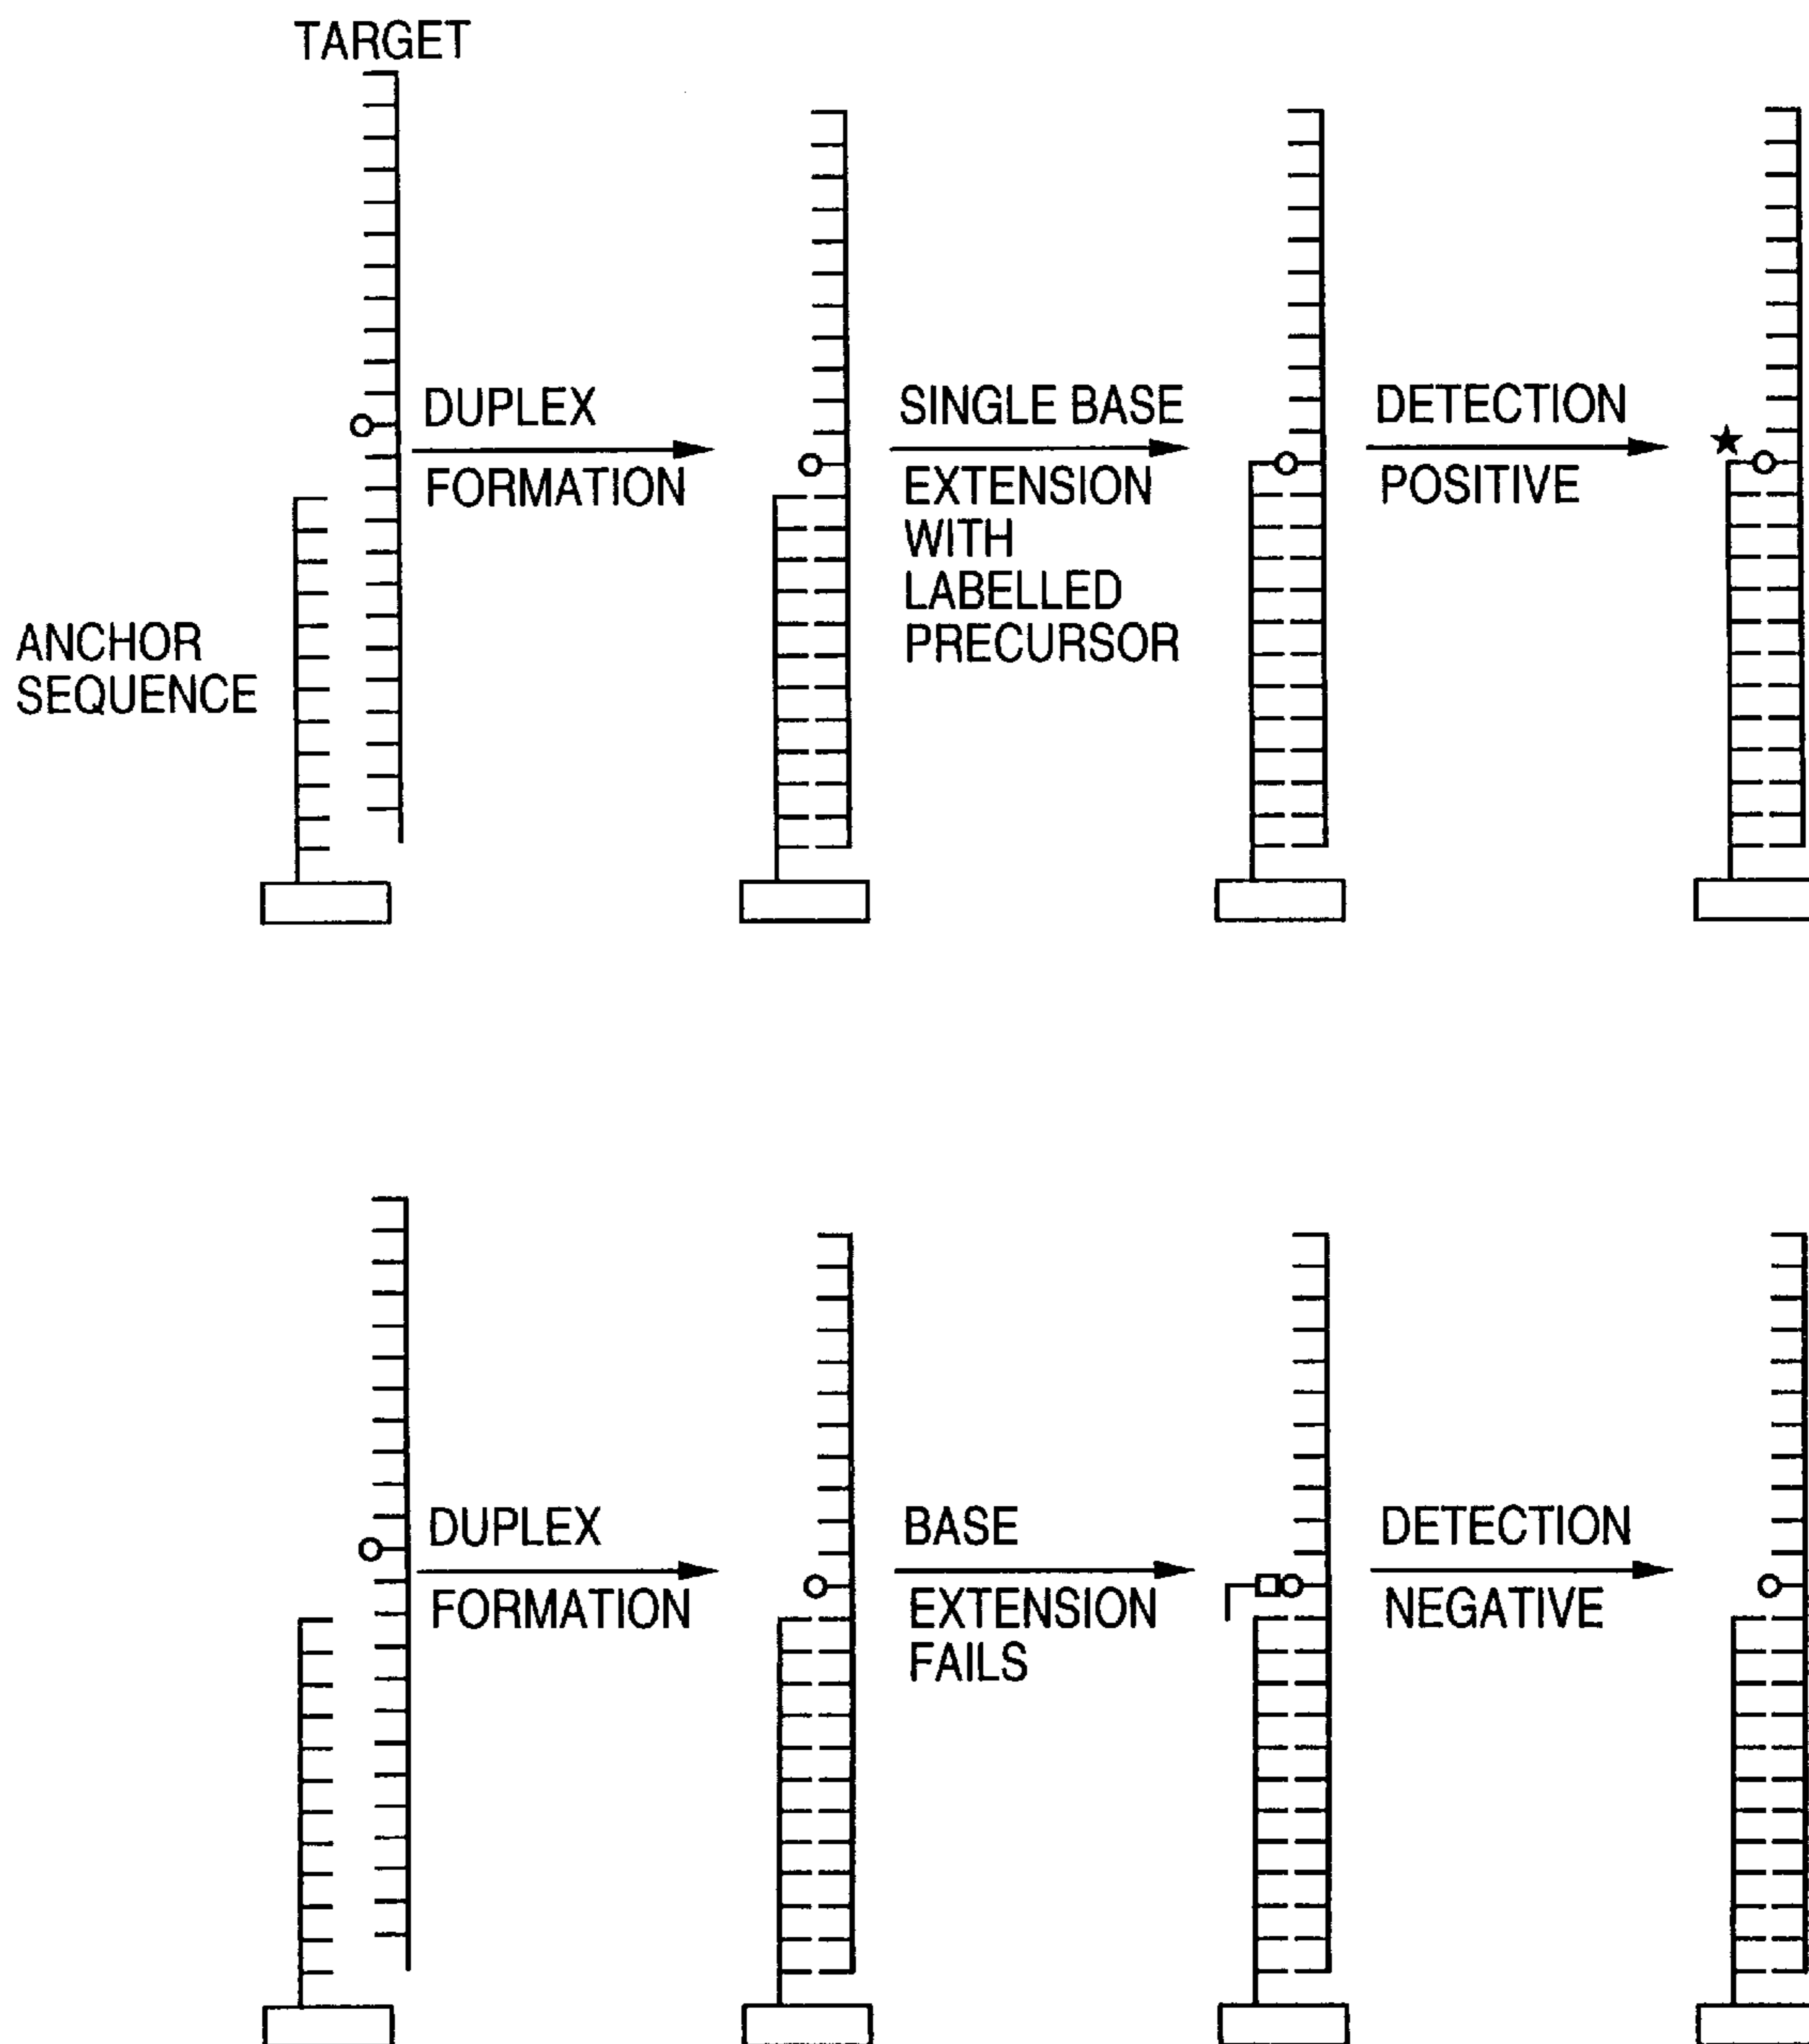 TARGET
DUPLEX
FORMATION
SINGLE BASE
EXTENSION
WITH
LABELLED
PRECURSOR
DETECTION
POSITIVE
ANCHOR
SEQUENCE
DUPLEX
FORMATION
BASE
EXTENSION
FAILS
DETECTION
NEGATIVE